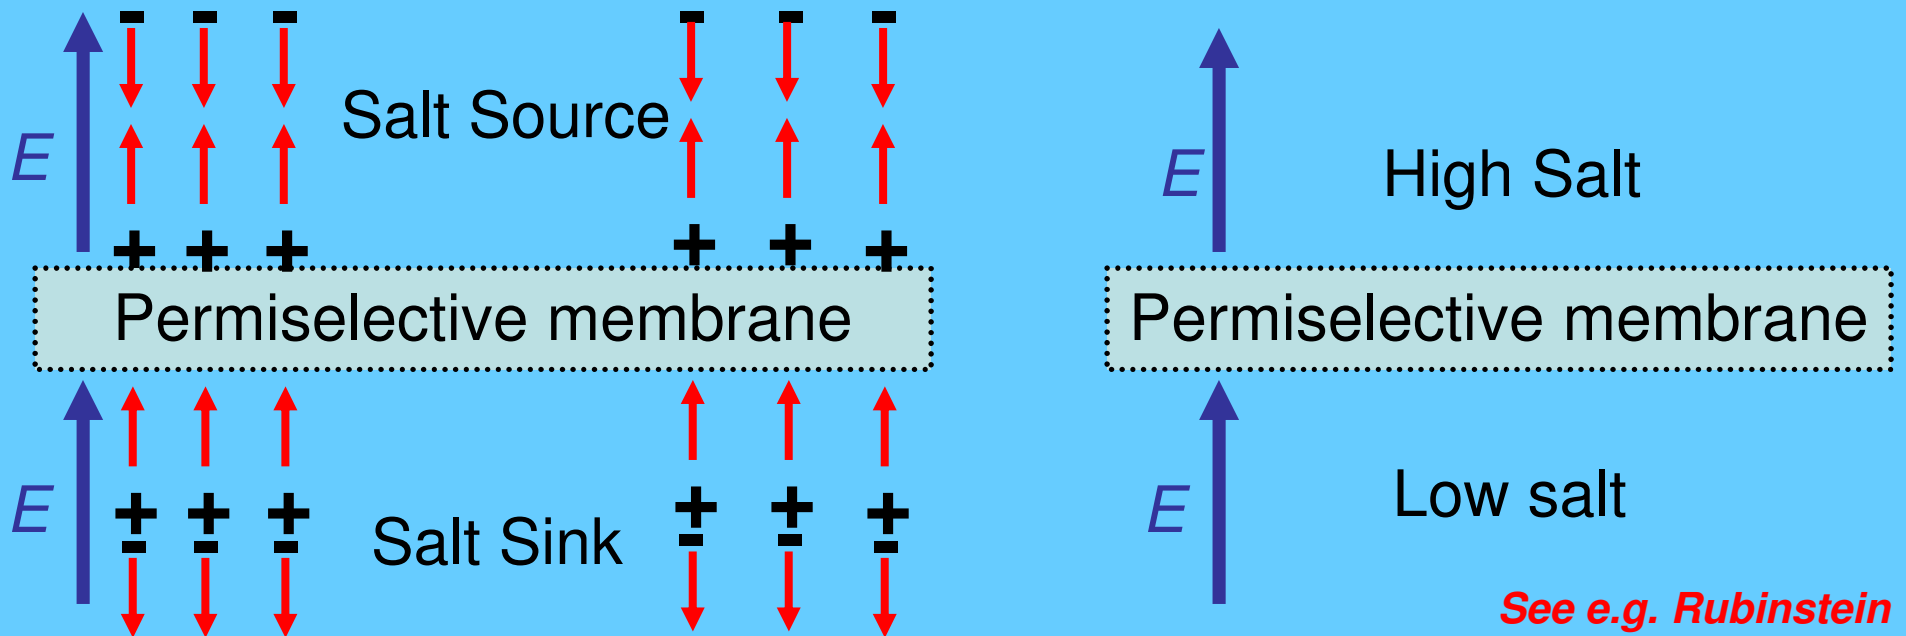 - - -
- - -
E
Salt Source
+ + +
+ + +
Permiselective membrane
E
+ + +
- - -
Salt Sink
+ + +
- - -
E
High Salt
Permiselective membrane
E
Low salt
See e.g. Rubinstein